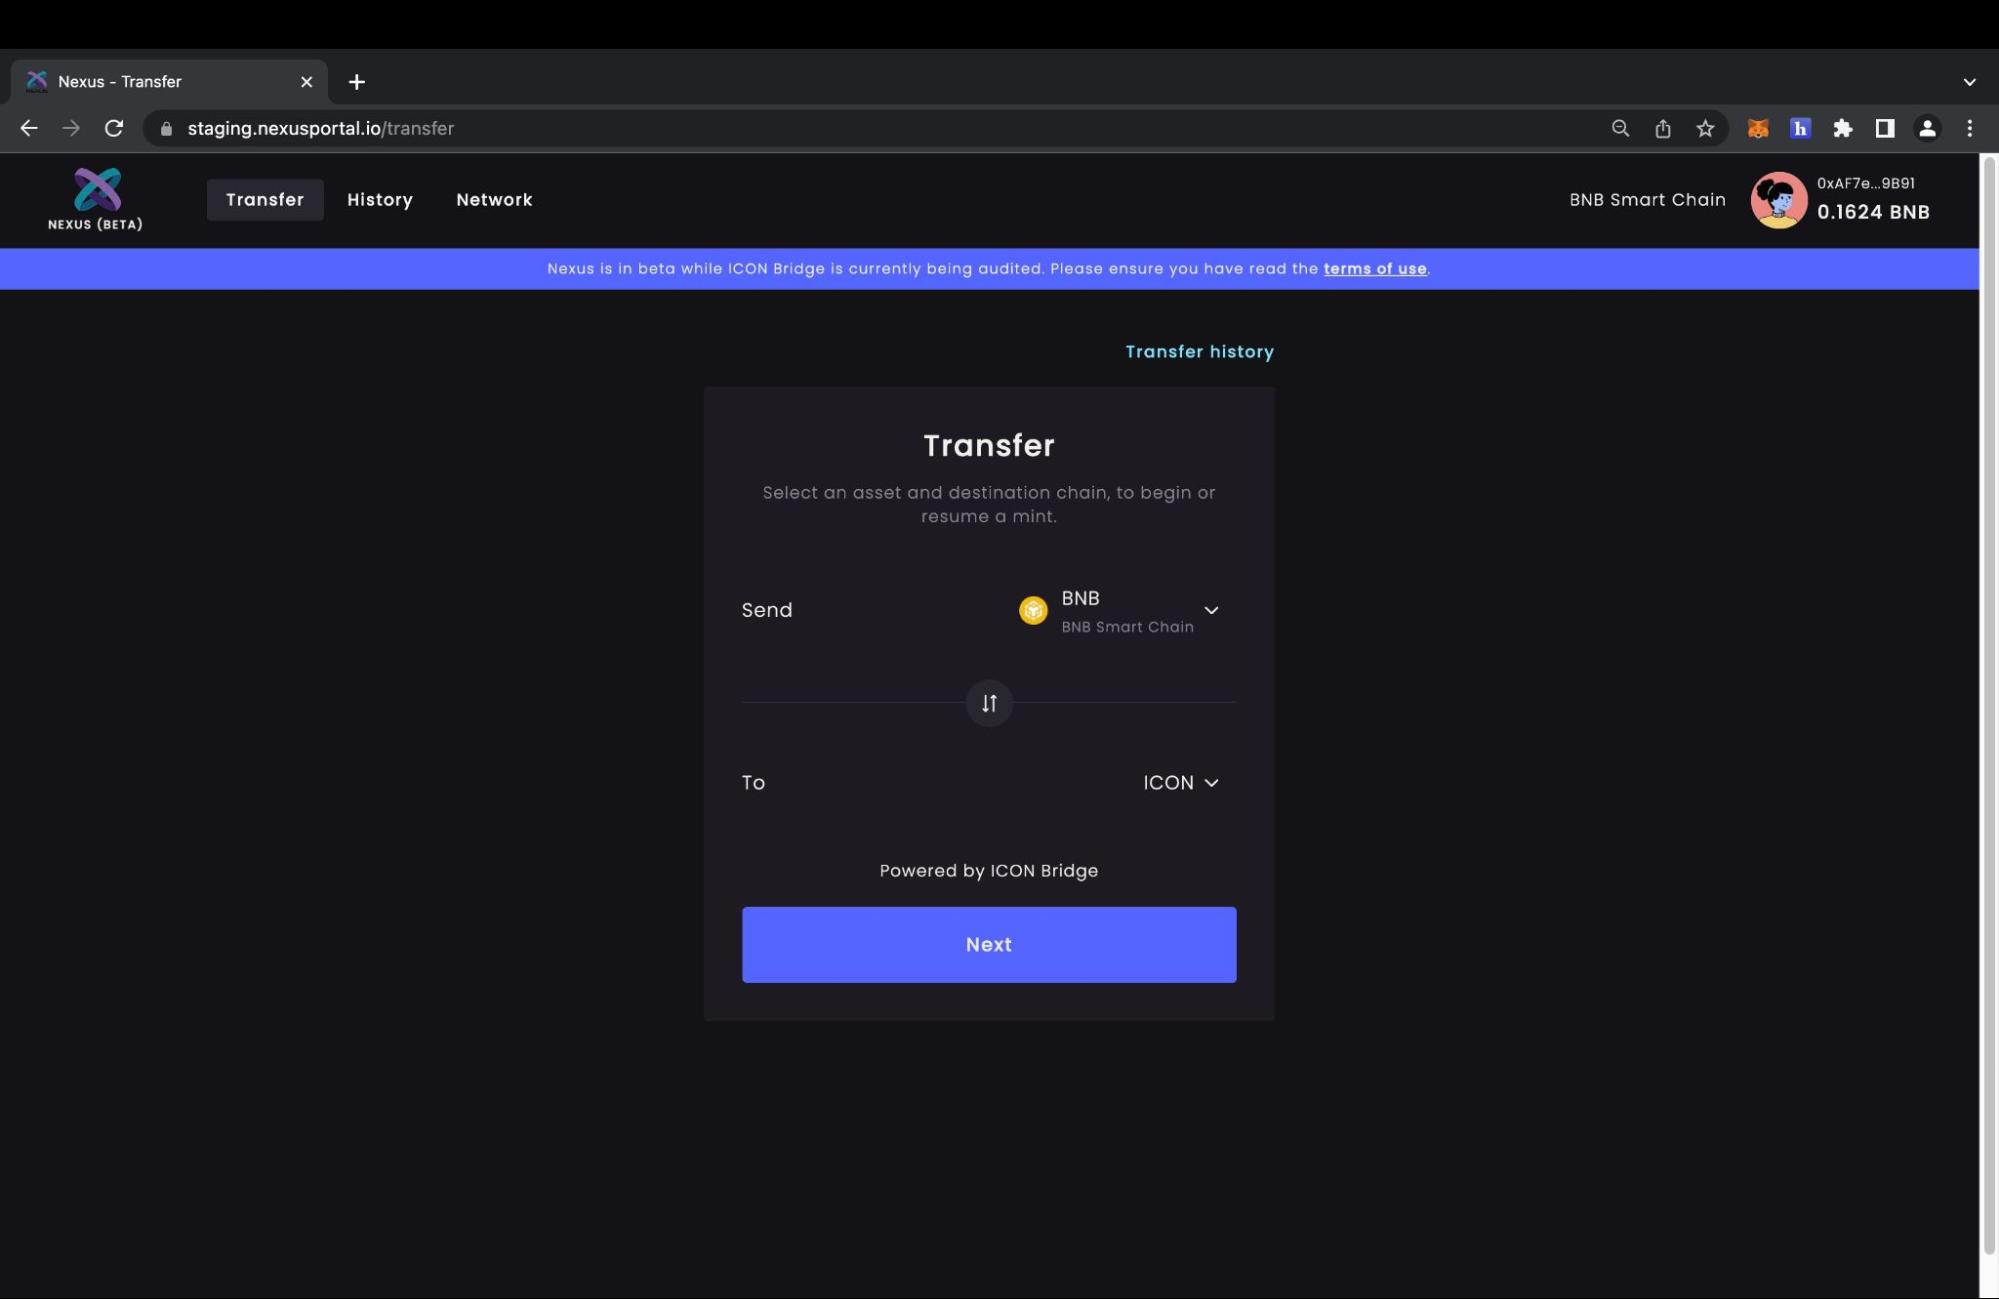 Nexus - Transfer
staging.nexusportal.io/transfer
h
NEXUS (BETA)
Transfer
History
Network
BNB Smart Chain
0xAF7e...9B91
0.1624 BNB
Nexus is in beta while ICON Bridge is currently being audited. Please ensure you have read the terms of use.
Transfer history
Transfer
Select an asset and destination chain, to begin or
resume a mint.
Send
BNB
BNB Smart Chain
To
ICON
Powered by ICON Bridge
Next